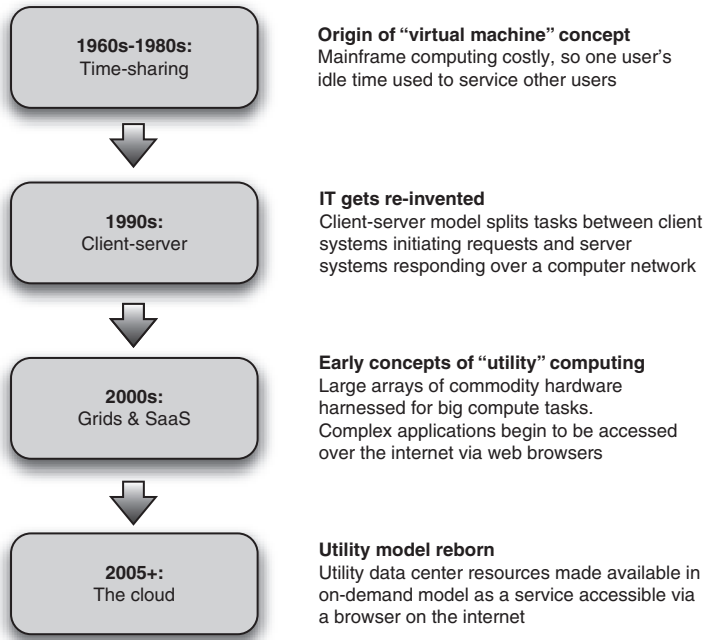 1960s-1980s:
Time-sharing
Origin of “virtual machine” concept
Mainframe computing costly, so one user’s
idle time used to service other users
1990s:
Client-server
IT gets re-invented
Client-server model splits tasks between client
systems initiating requests and server
systems responding over a computer network
2000s:
Grids & SaaS
Early concepts of “utility” computing
Large arrays of commodity hardware
harnessed for big compute tasks.
Complex applications begin to be accessed
over the internet via web browsers
2005+:
The cloud
Utility model reborn
Utility data center resources made available in
on-demand model as a service accessible via
a browser on the internet